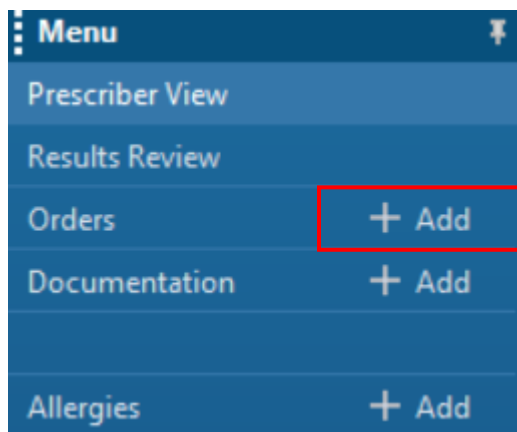 Menu
Prescriber View
Results Review
Orders + Add
Documentation + Add
Allergies + Add